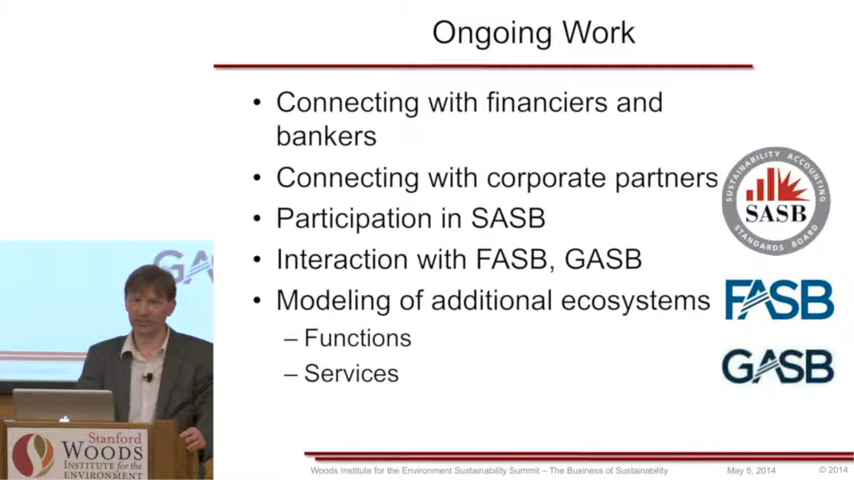 Ongoing Work
• Connecting with financiers and
bankers
• Connecting with corporate partners
• Participation in SASB
• Interaction with FASB, GASB
• Modeling of additional ecosystems
– Functions
– Services
SUSTAINABILITY ACCOUNTING
SASB
STANDARDS BOARD
FASB
GASB
GAS
Stanford
WOODS
INSTITUTE for the
ENVIRONMENT
Woods Institute for the Environment Sustainability Summit – The Business of Sustainability
May 5, 2014
© 2014